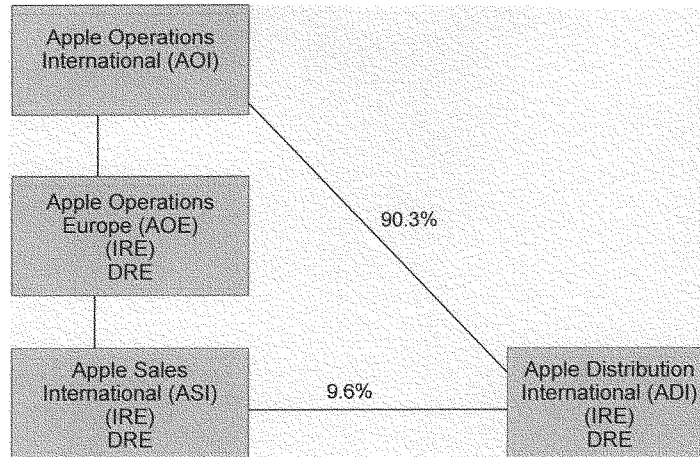 Apple Operations
International (AOI)
Apple Operations
Europe (AOE)
(IRE)
DRE
90.3%
Apple Sales
International (ASI)
(IRE)
DRE
9.6%
Apple Distribution
International (ADI)
(IRE)
DRE